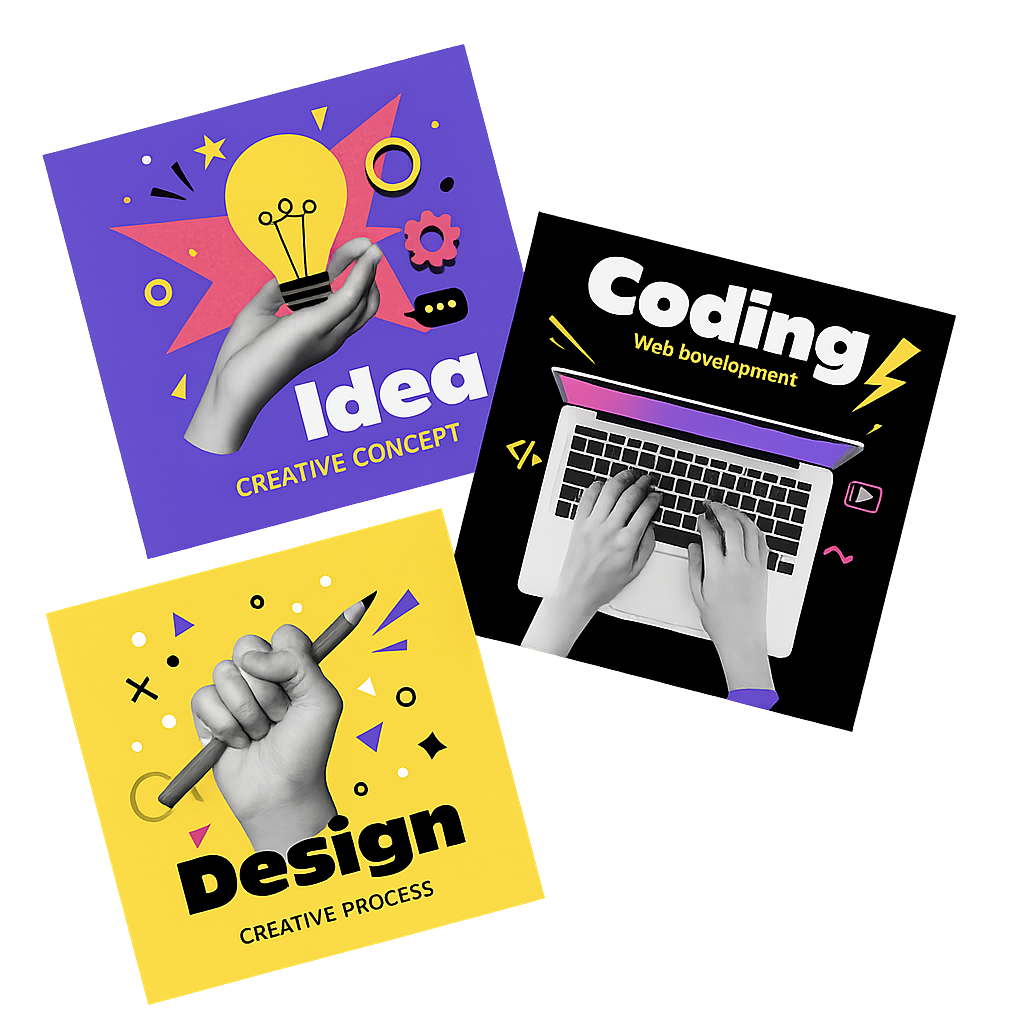 Idea
CREATIVE CONCEPT
Coding
Web bovelopment
</>
Design
CREATIVE PROCESS